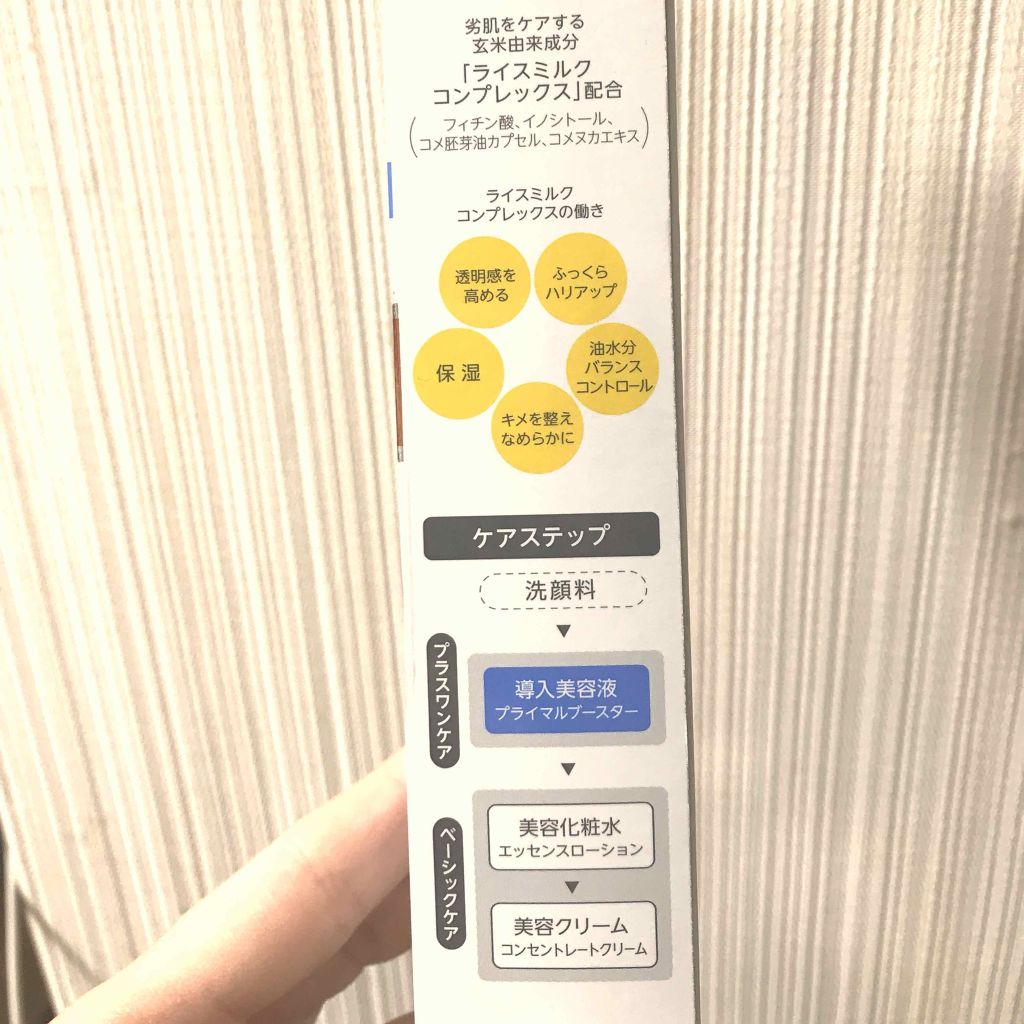 劣肌をケアする
玄米由来成分
「ライスミルク
コンプレックス」配合
(フィチン酸、イノシトール、
コメ胚芽油カプセル、コメヌカエキス)
ライスミルク
コンプレックスの働き
透明感を
高める
ふっくら
ハリアップ
保湿
油水分
バランス
コントロール
キメを整え
なめらかに
ケアステップ
洗顔料
▼
プラスワンケア
導入美容液
プライマルブースター
▼
ベーシックケア
美容化粧水
エッセンスローション
▼
美容クリーム
コンセントレートクリーム